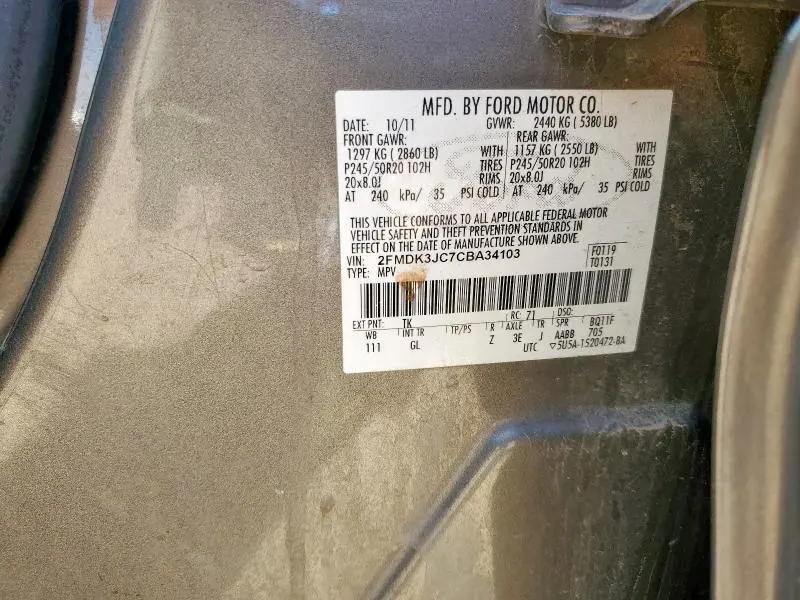 MFD. BY FORD MOTOR CO.
DATE: 10/11 GVWR: 2440 KG ( 5380 LB)
FRONT GAWR: REAR GAWR:
1297 KG ( 2860 LB) WITH 1157 KG ( 2550 LB) WITH
P245/50R20 102H TIRES P245/50R20 102H TIRES
20x8.0J RIMS 20x8.0J RIMS
AT 240 kPa/ 35 PSI COLD AT 240 kPa/ 35 PSI COLD
THIS VEHICLE CONFORMS TO ALL APPLICABLE FEDERAL MOTOR
VEHICLE SAFETY AND THEFT PREVENTION STANDARDS IN
EFFECT ON THE DATE OF MANUFACTURE SHOWN ABOVE.
VIN: 2FMDK3JC7CBA34103 F0119
TYPE: MPV T0131
EXT PNT: TK RC: 71 DSO:
WB INT TR TP/PS R AXLE TR SPR BQ11F
111 GL Z 3E J AABB 705
UTC ▽5U5A-1520472-BA